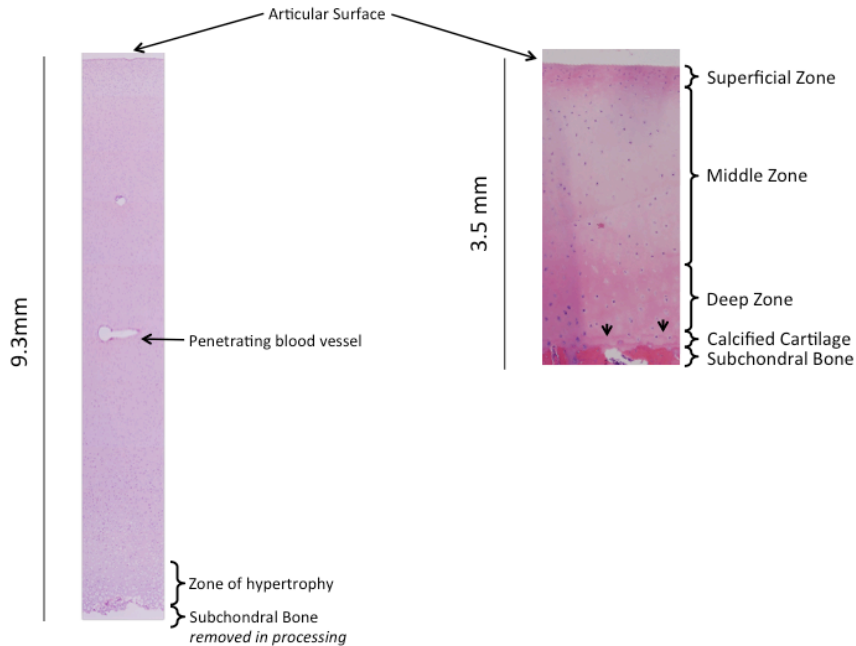 Articular Surface
9.3mm
Penetrating blood vessel
Zone of hypertrophy
Subchondral Bone
removed in processing
3.5 mm
Superficial Zone
Middle Zone
Deep Zone
Calcified Cartilage
Subchondral Bone